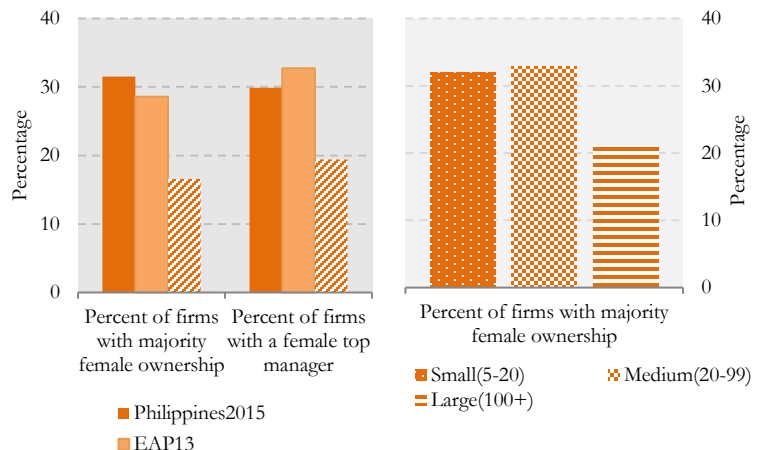 40
30
20
10
0
Percentage
Percent of firms
with majority
female ownership
Percent of firms
with a female top
manager
Philippines2015
EAP13
40
30
20
10
0
Percentage
Percent of firms with majority
female ownership
Small(5-20)
Medium(20-99)
Large(100+)